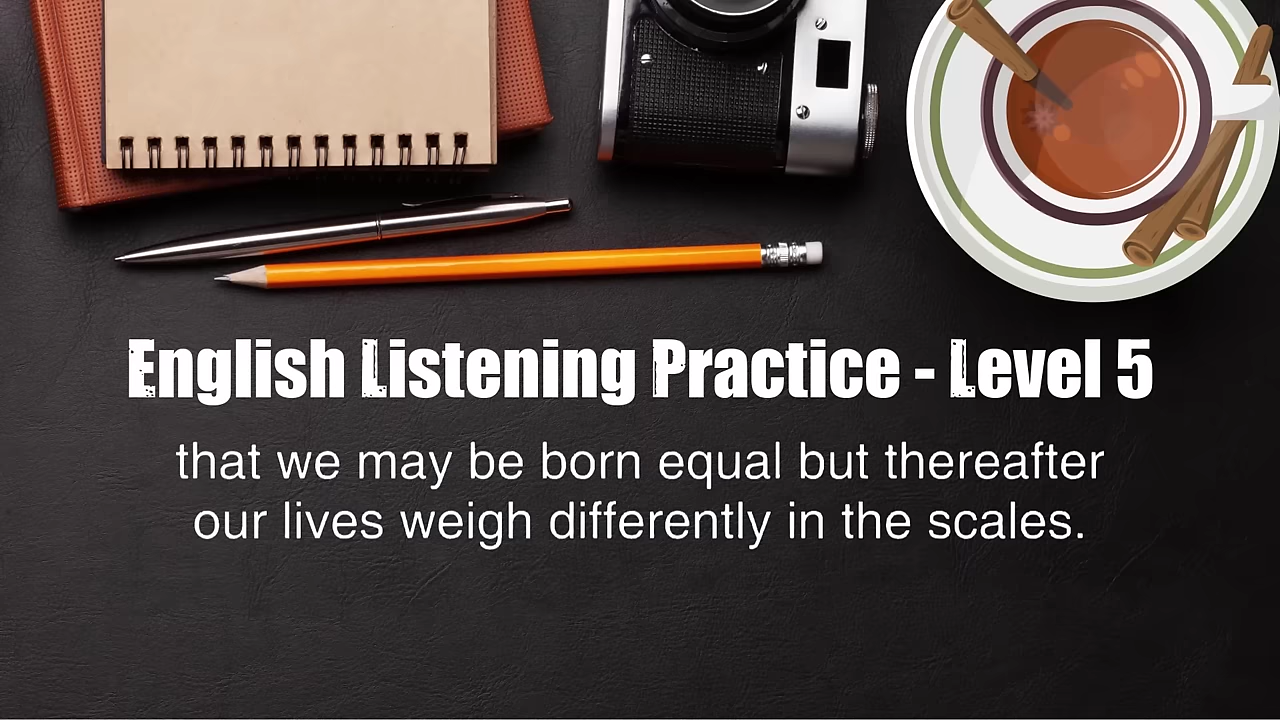 English Listening Practice - Level 5
that we may be born equal but thereafter
our lives weigh differently in the scales.